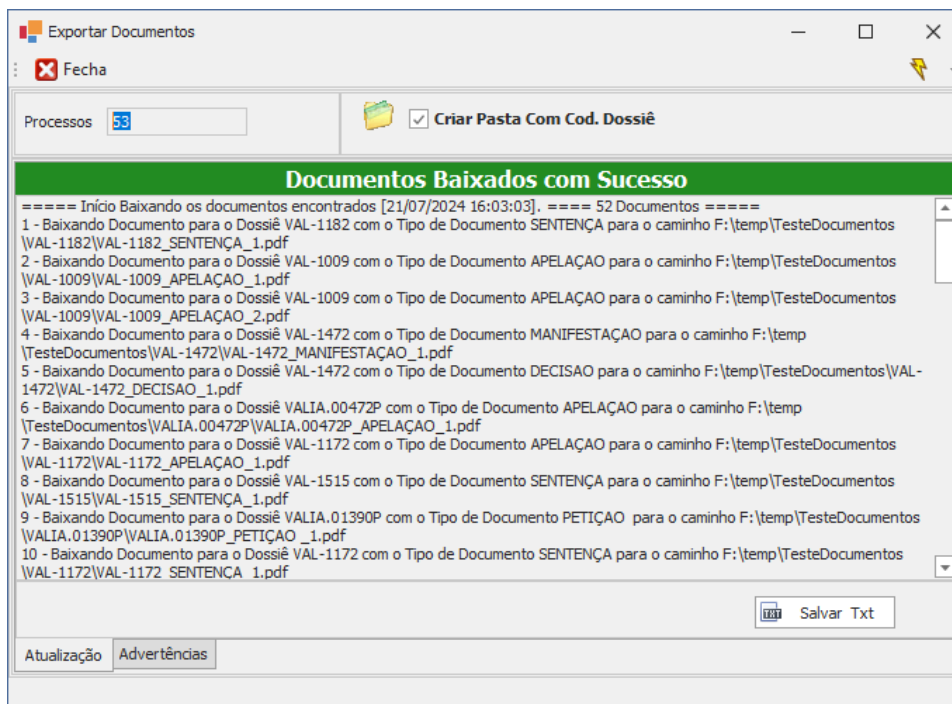 Exportar Documentos
Fecha
Processos 53
Criar Pasta Com Cod. Dossiê
Documentos Baixados com Sucesso
===== Início Baixando os documentos encontrados [21/07/2024 16:03:03]. ==== 52 Documentos =====
1 - Baixando Documento para o Dossiê VAL-1182 com o Tipo de Documento SENTENÇA para o caminho F:\temp\TesteDocumentos
\VAL-1182\VAL-1182_SENTENÇA_1.pdf
2 - Baixando Documento para o Dossiê VAL-1009 com o Tipo de Documento APELAÇAO para o caminho F:\temp\TesteDocumentos
\VAL-1009\VAL-1009_APELAÇAO_1.pdf
3 - Baixando Documento para o Dossiê VAL-1009 com o Tipo de Documento APELAÇAO para o caminho F:\temp\TesteDocumentos
\VAL-1009\VAL-1009_APELAÇAO_2.pdf
4 - Baixando Documento para o Dossiê VAL-1472 com o Tipo de Documento MANIFESTAÇAO para o caminho F:\temp
\TesteDocumentos\VAL-1472\VAL-1472_MANIFESTAÇAO_1.pdf
5 - Baixando Documento para o Dossiê VAL-1472 com o Tipo de Documento DECISAO para o caminho F:\temp\TesteDocumentos\VAL-
1472\VAL-1472_DECISAO_1.pdf
6 - Baixando Documento para o Dossiê VALIA.00472P com o Tipo de Documento APELAÇAO para o caminho F:\temp
\TesteDocumentos\VALIA.00472P\VALIA.00472P_APELAÇAO_1.pdf
7 - Baixando Documento para o Dossiê VAL-1172 com o Tipo de Documento APELAÇAO para o caminho F:\temp\TesteDocumentos
\VAL-1172\VAL-1172_APELAÇAO_1.pdf
8 - Baixando Documento para o Dossiê VAL-1515 com o Tipo de Documento SENTENÇA para o caminho F:\temp\TesteDocumentos
\VAL-1515\VAL-1515_SENTENÇA_1.pdf
9 - Baixando Documento para o Dossiê VALIA.01390P com o Tipo de Documento PETIÇAO  para o caminho F:\temp\TesteDocumentos
\VALIA.01390P\VALIA.01390P_PETIÇAO _1.pdf
10 - Baixando Documento para o Dossiê VAL-1172 com o Tipo de Documento SENTENÇA para o caminho F:\temp\TesteDocumentos
\VAL-1172\VAL-1172_SENTENÇA_1.pdf
TXT Salvar Txt
Atualização Advertências